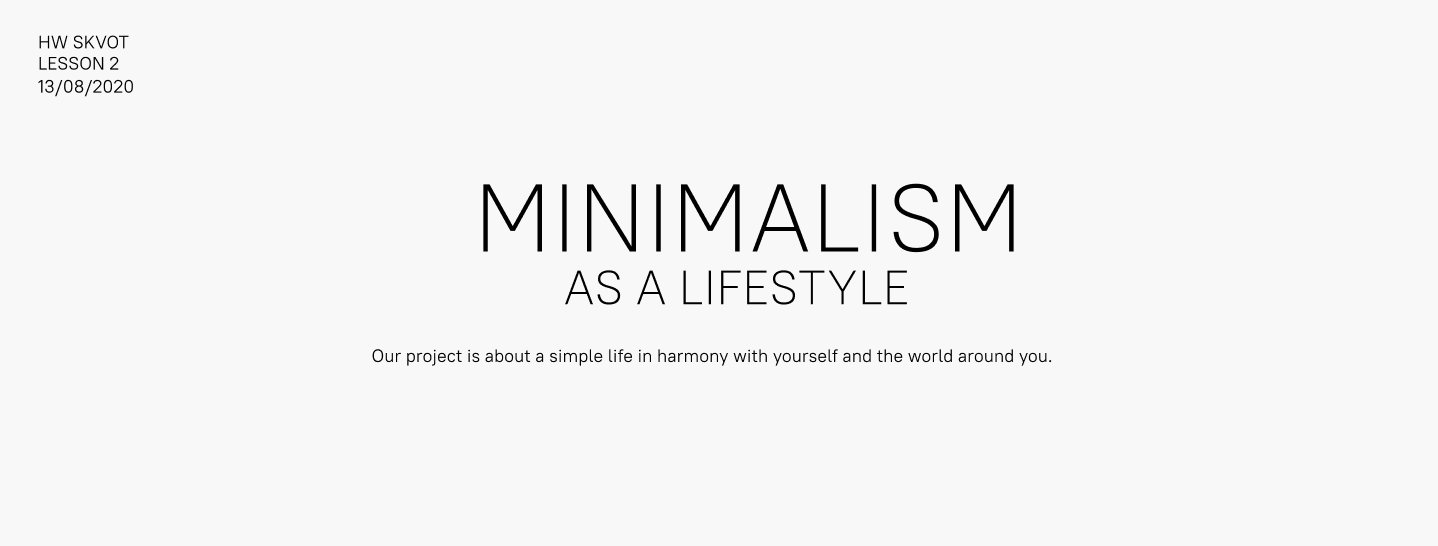 HW SKVOT
LESSON 2
13/08/2020
MINIMALISM
AS A LIFESTYLE
Our project is about a simple life in harmony with yourself and the world around you.